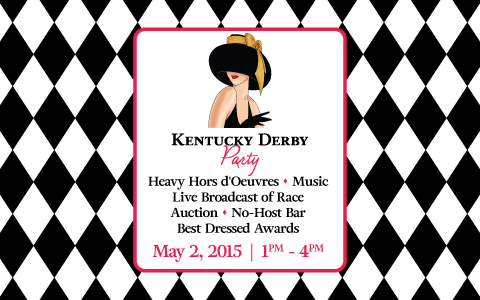 Kentucky Derby
Party
Heavy Hors d'Oeuvres ♦ Music
Live Broadcast of Race
Auction ♦ No-Host Bar
Best Dressed Awards
May 2, 2015 | 1PM - 4PM